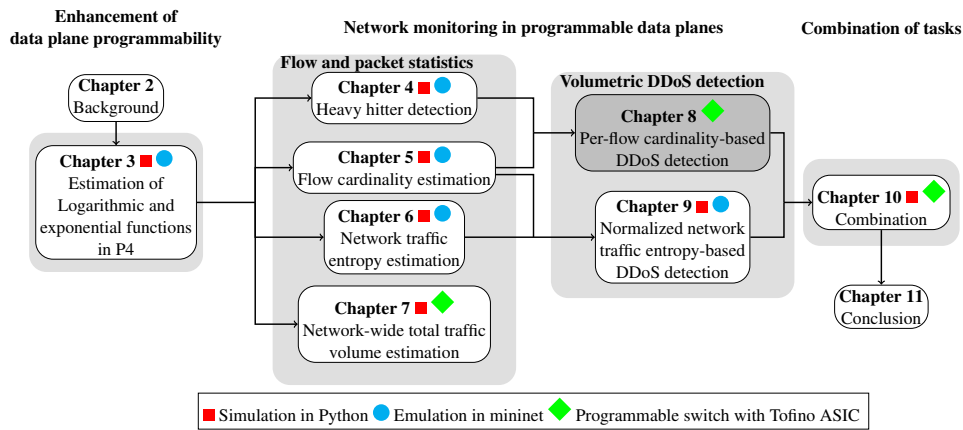 Enhancement of
data plane programmability
Network monitoring in programmable data planes
Combination of tasks
Chapter 2
Background
Chapter 3
Estimation of
Logarithmic and
exponential functions
in P4
Flow and packet statistics
Chapter 4
Heavy hitter detection
Chapter 5
Flow cardinality estimation
Chapter 6
Network traffic
entropy estimation
Chapter 7
Network-wide total traffic
volume estimation
Volumetric DDoS detection
Chapter 8
Per-flow cardinality-based
DDoS detection
Chapter 9
Normalized network
traffic entropy-based
DDoS detection
Chapter 10
Combination
Chapter 11
Conclusion
Simulation in Python Emulation in mininet Programmable switch with Tofino ASIC